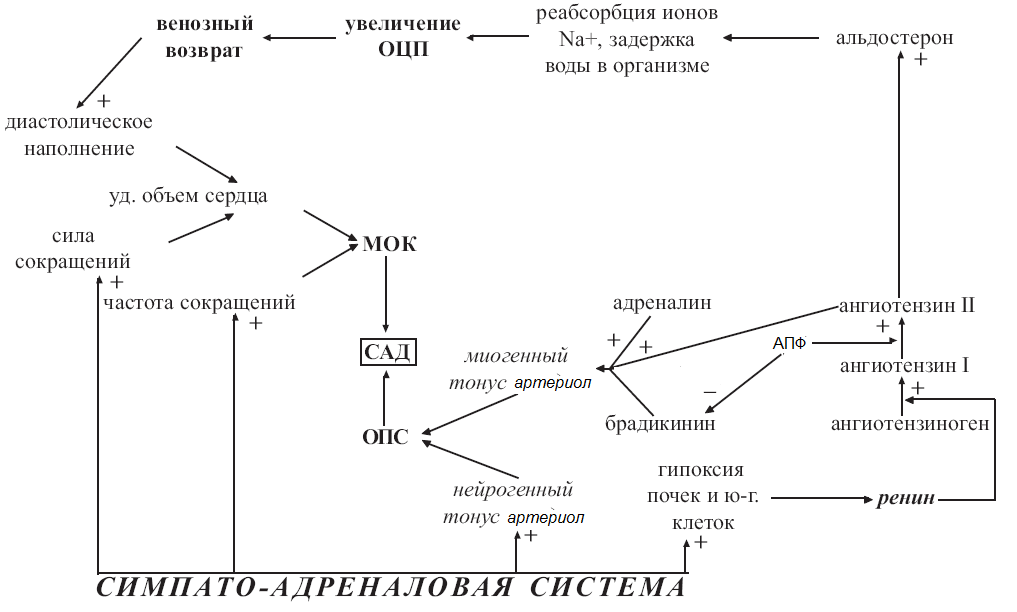 венозный
возврат
увеличение
ОЦП
реабсорбция ионов
Na+, задержка
воды в организме
альдостерон
+
+
диастолическое
наполнение
уд. объем сердца
сила
сокращений
+
МОК
частота сокращений
+
САД
адреналин
+
+
ангиотензин II
+
АПФ
миогенный
тонус артериол
ангиотензин I
+
–
брадикинин
ангиотензиноген
ОПС
нейрогенный
тонус артериол
+
гипоксия
почек и ю-г.
клеток
+
ренин
СИМПАТО-АДРЕНАЛОВАЯ СИСТЕМА